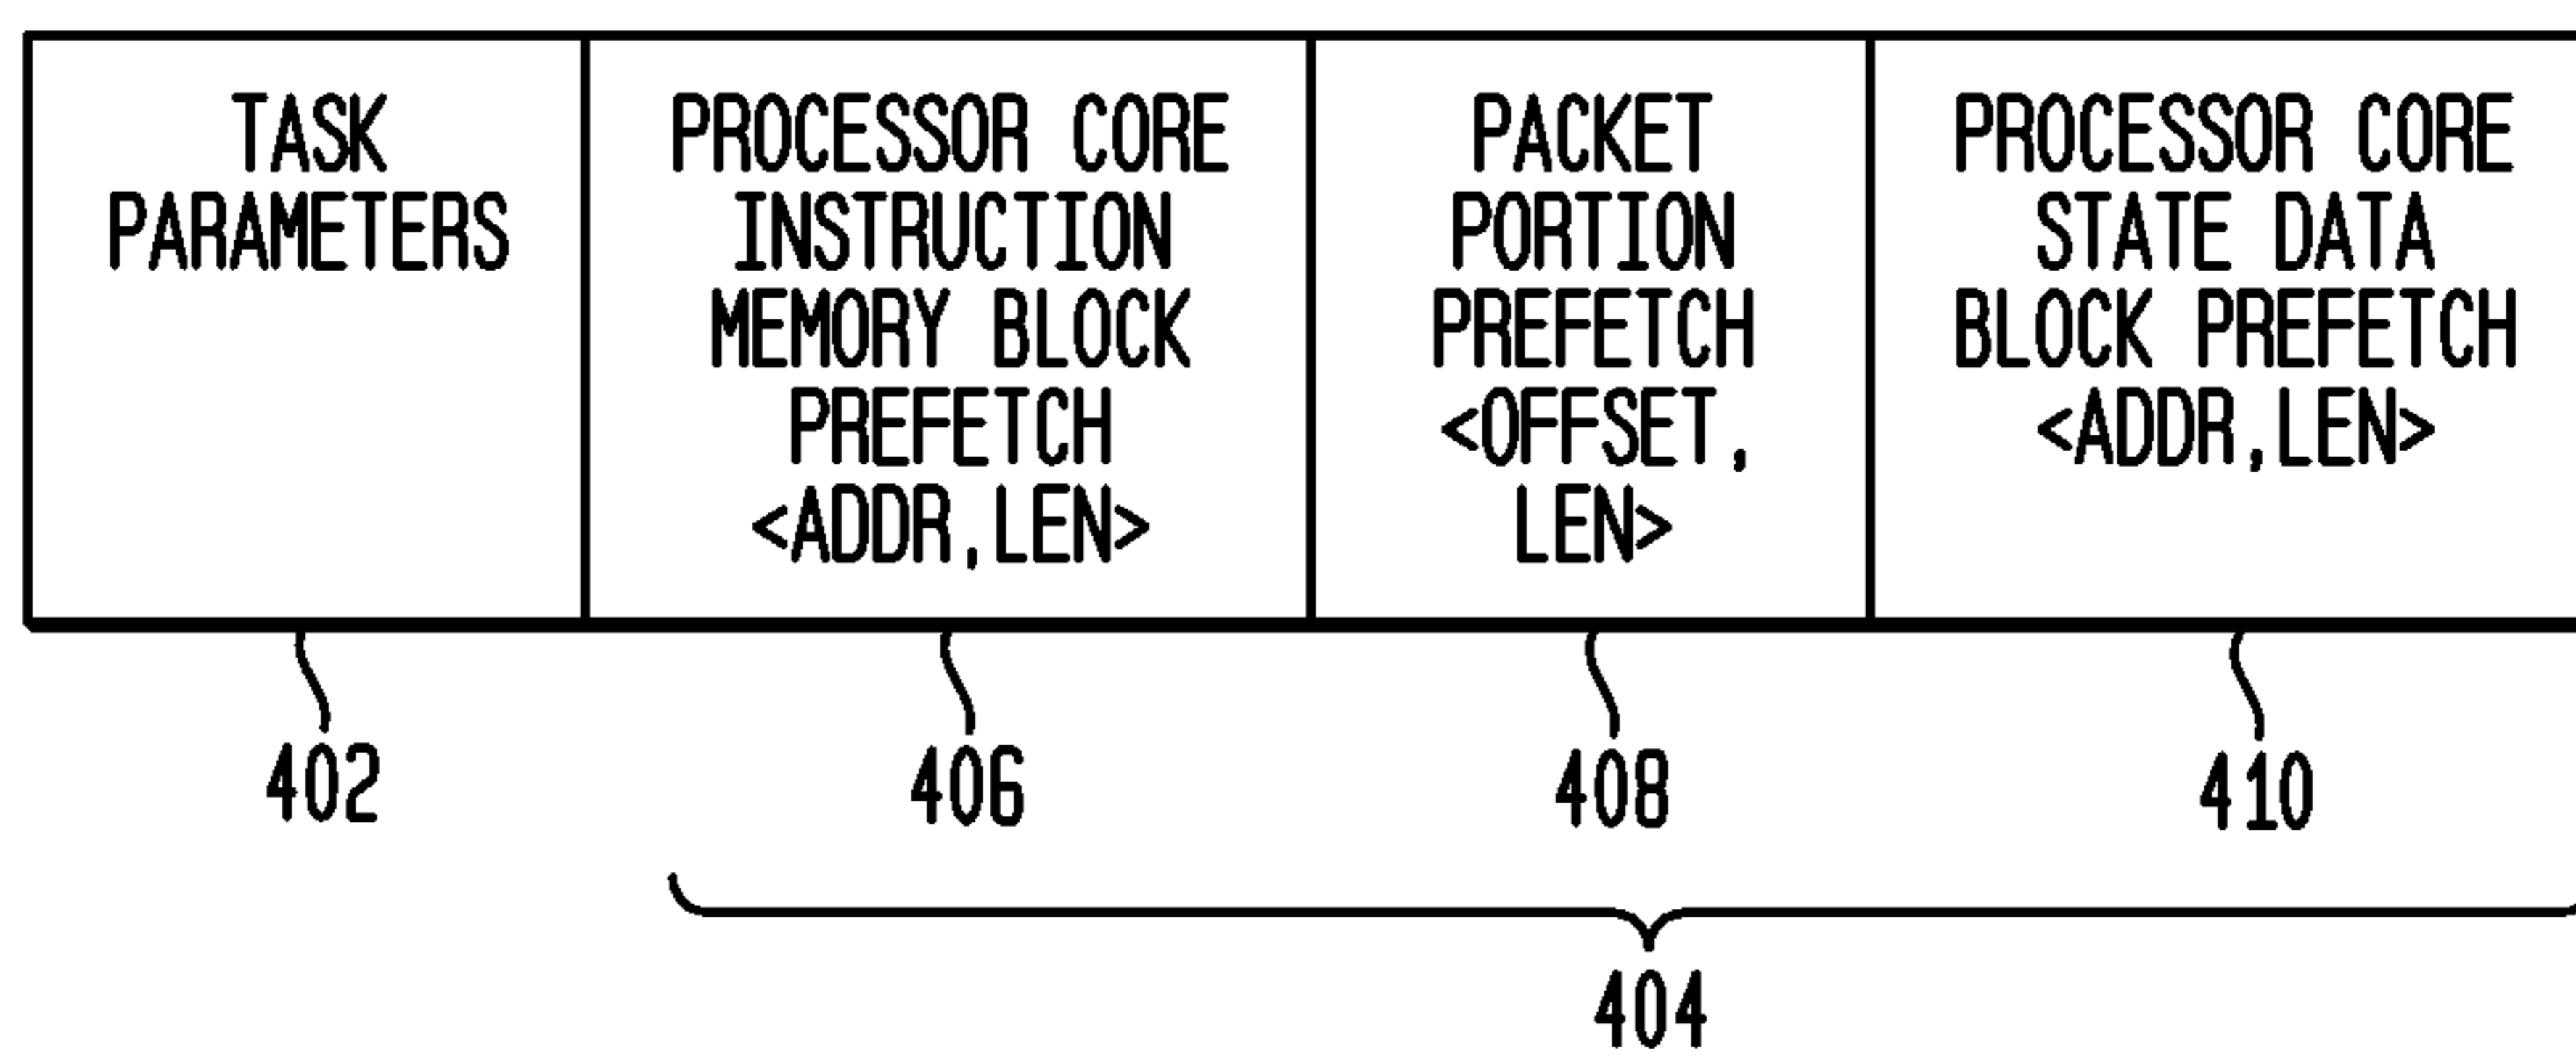 TASK
PARAMETERS
PROCESSOR CORE
INSTRUCTION
MEMORY BLOCK
PREFETCH
<ADDR,LEN>
PACKET
PORTION
PREFETCH
<OFFSET,
LEN>
PROCESSOR CORE
STATE DATA
BLOCK PREFETCH
<ADDR,LEN>
402
406
408
410
404